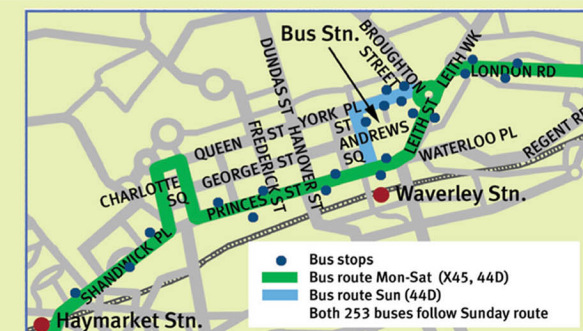 Bus Stn.
BROUGHTON
STREET
LEITH WK
LONDON RD
DUNDAS ST
YORK PL
QUEEN ST
ST
ANDREWS
SQ
LEITH ST
WATERLOO PL
REGENT R
FREDERICK ST
HANOVER ST
GEORGE ST
CHARLOTTE
SQ
PRINCES ST
Waverley Stn.
SHANDWICK PL
Haymarket Stn.
Bus stops
Bus route Mon-Sat (X45, 44D)
Bus route Sun (44D)
Both 253 buses follow Sunday route